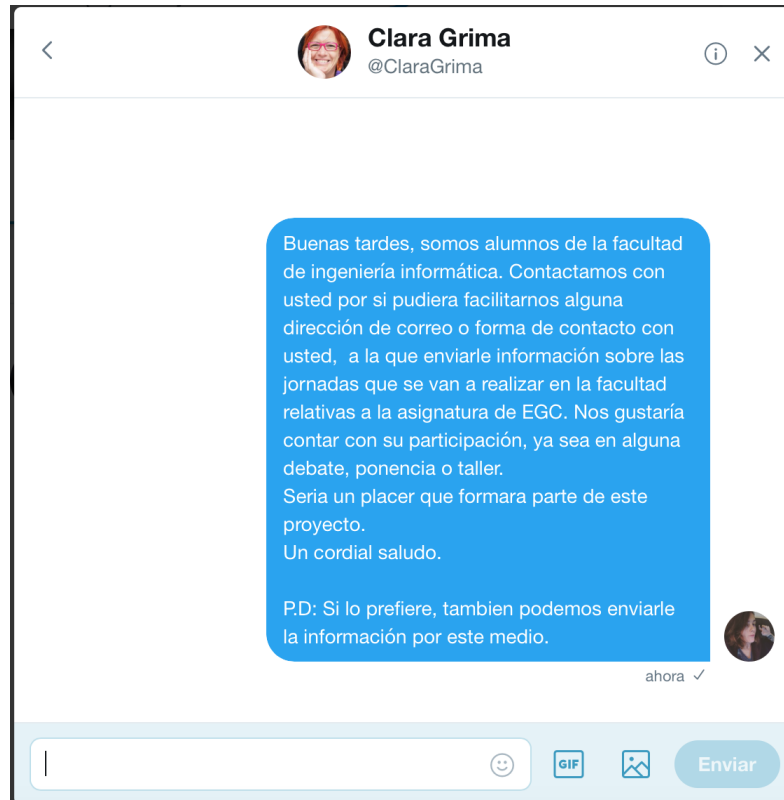 Clara Grima
@ClaraGrima
Buenas tardes, somos alumnos de la facultad
de ingeniería informática. Contactamos con
usted por si pudiera facilitarnos alguna
dirección de correo o forma de contacto con
usted,  a la que enviarle información sobre las
jornadas que se van a realizar en la facultad
relativas a la asignatura de EGC. Nos gustaría
contar con su participación, ya sea en alguna
debate, ponencia o taller.
Seria un placer que formara parte de este
proyecto.
Un cordial saludo.
P.D: Si lo prefiere, tambien podemos enviarle
la información por este medio.
ahora
GIF
Enviar